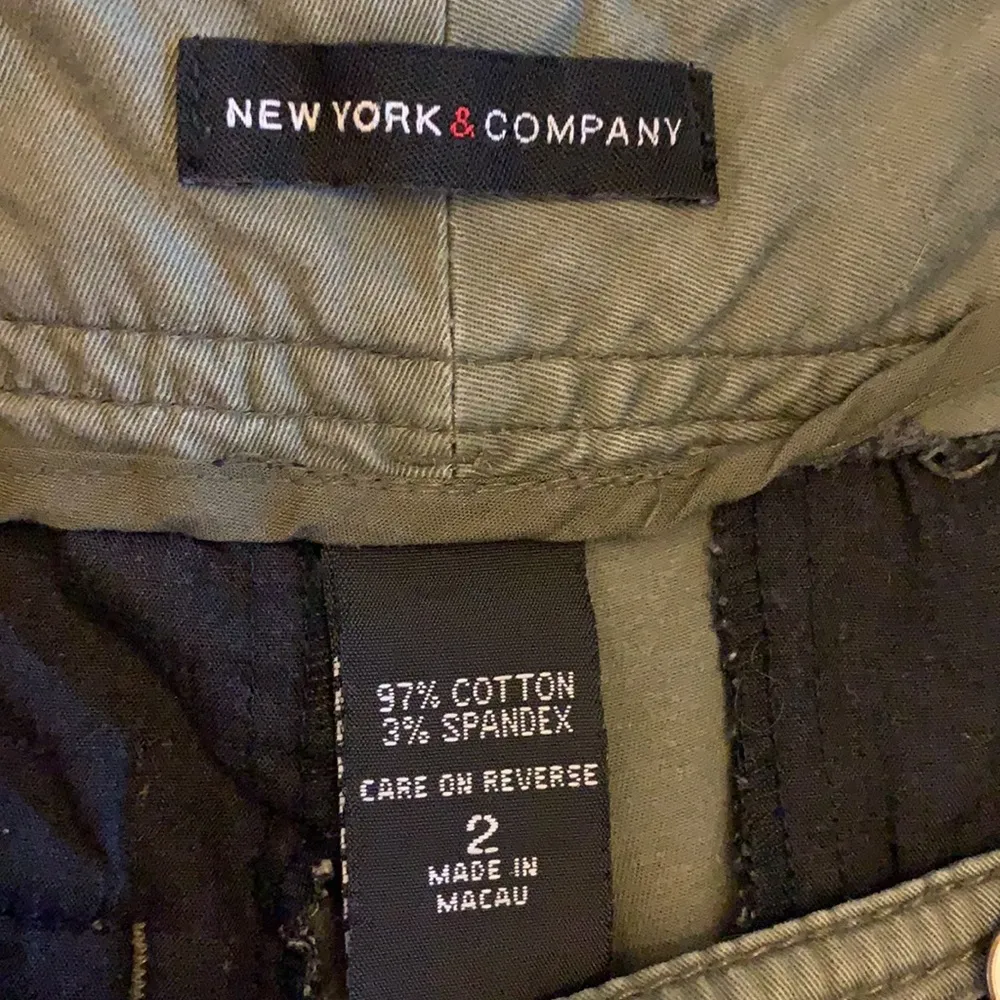 NEW YORK & COMPANY
97% COTTON
3% SPANDEX
CARE ON REVERSE
2
MADE IN
MACAU